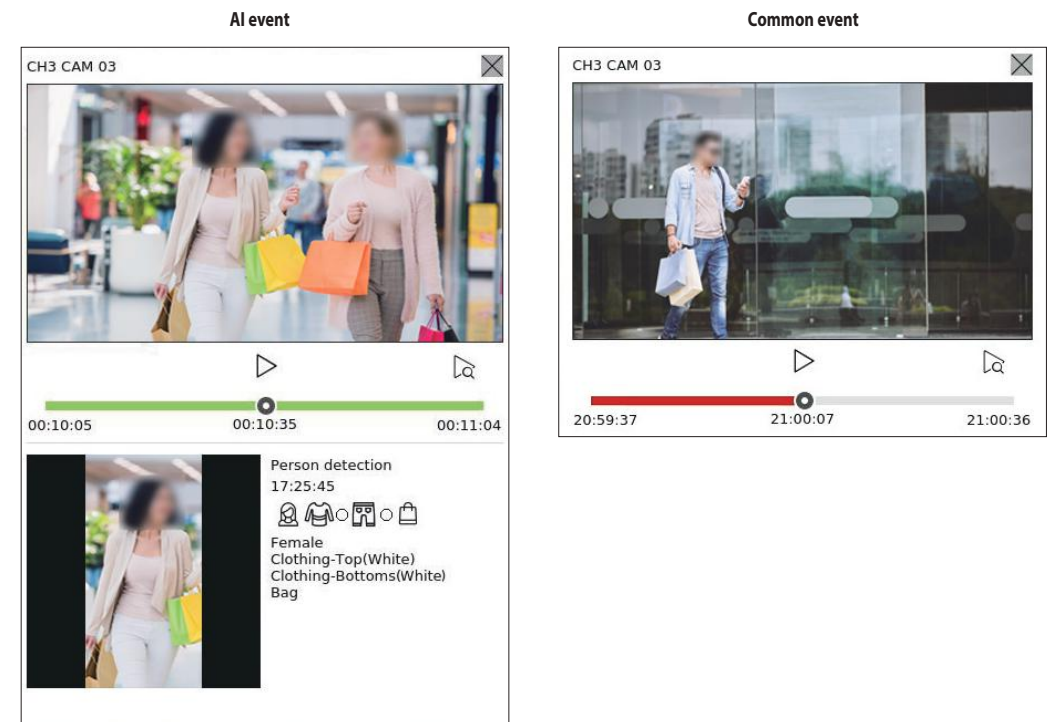 AI event
CH3 CAM 03
00:10:05 00:10:35 00:11:04
Person detection
17:25:45
Female
Clothing-Top(White)
Clothing-Bottoms(White)
Bag
Common event
CH3 CAM 03
20:59:37 21:00:07 21:00:36